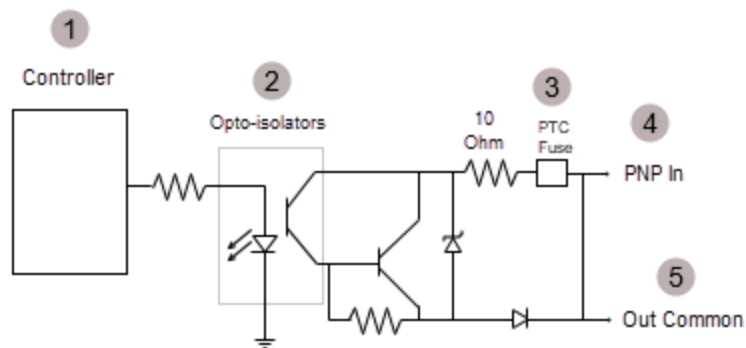 1
Controller
2
Opto-isolators
10
Ohm
3
PTC
Fuse
4
PNP In
5
Out Common